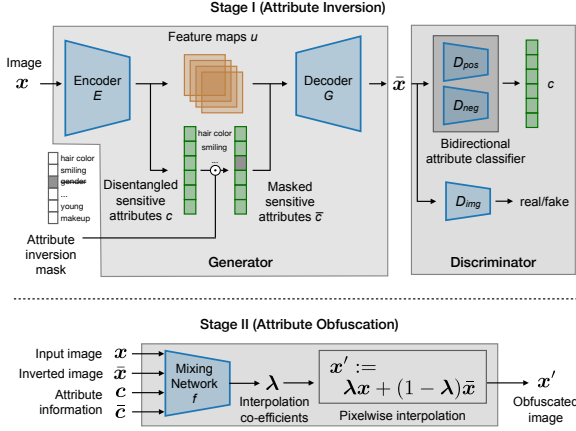 Stage I (Attribute Inversion)
Feature maps u
Image
x
Encoder
E
Decoder
G
x̄
D_pos
D_neg
c
Bidirectional
attribute classifier
hair color
smiling
...
hair color
smiling
gender
...
young
makeup
Disentangled
sensitive
attributes c
Masked
sensitive
attributes c̅
D_img
real/fake
Attribute
inversion
mask
Generator
Discriminator
Stage II (Attribute Obfuscation)
Input image x
Inverted image x̄
Attribute
information
c
c̄
Mixing
Network
f
λ
Interpolation
co-efficients
x′ :=
λx + (1 − λ)x̄
Pixelwise interpolation
x′
Obfuscated
image